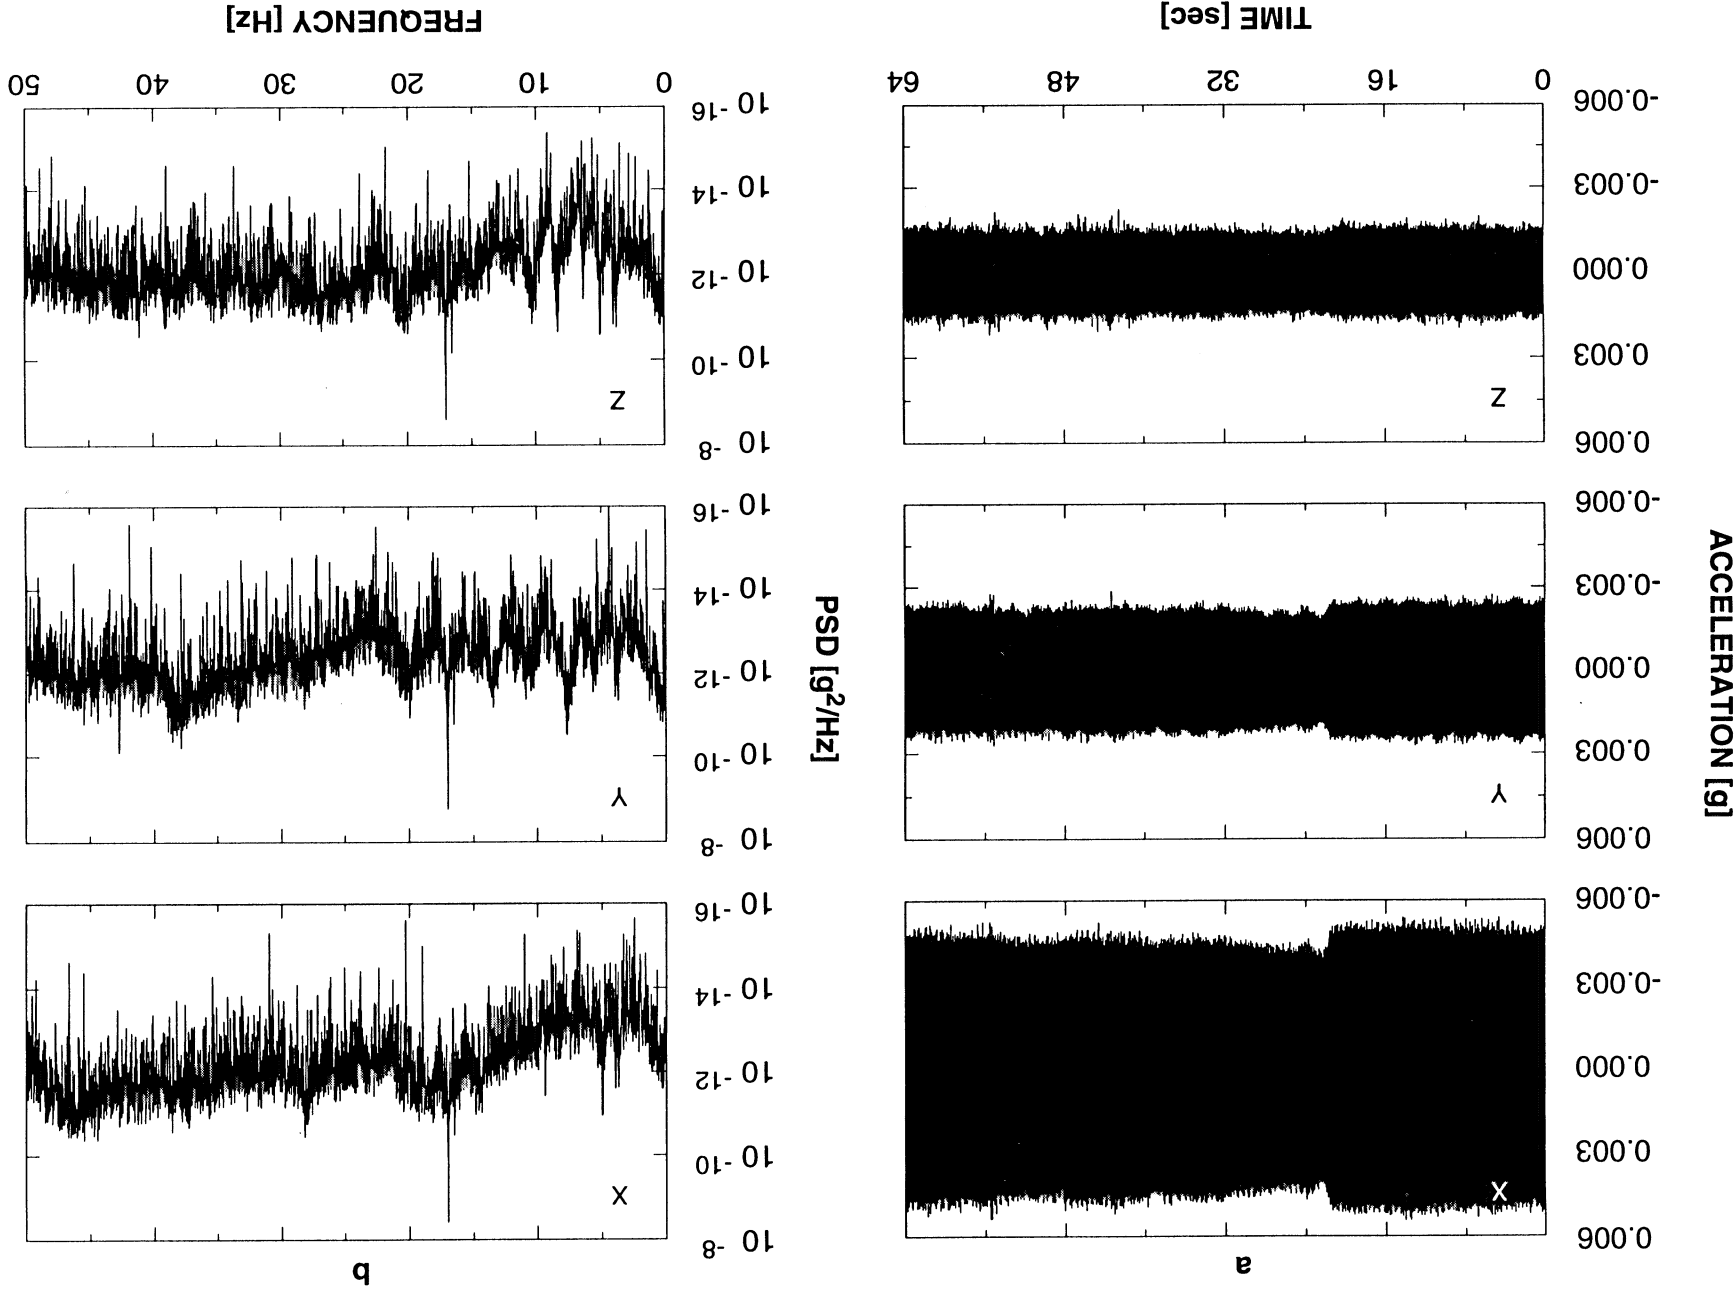 a
ACCELERATION [g]
0.006
0.003
0.000
-0.003
-0.006
X
0.006
0.003
0.000
-0.003
-0.006
Y
0.006
0.003
0.000
-0.003
-0.006
Z
0 16 32 48 64
TIME [sec]
b
PSD [g²/Hz]
10 -8
10 -10
10 -12
10 -14
10 -16
X
10 -8
10 -10
10 -12
10 -14
10 -16
Y
10 -8
10 -10
10 -12
10 -14
10 -16
Z
0 10 20 30 40 50
FREQUENCY [Hz]